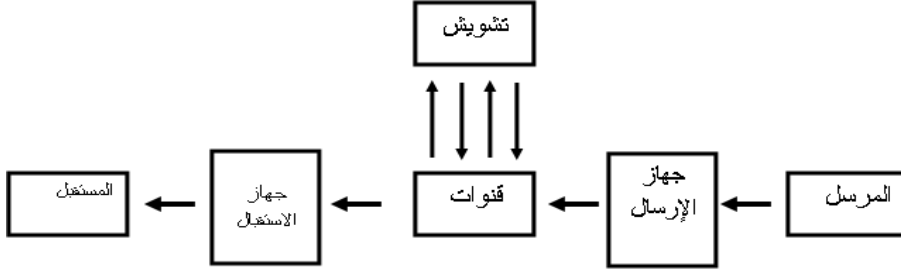 تشويش
المرسل
جهاز
الإرسال
قنوات
جهاز
الاستقبال
المستقبل